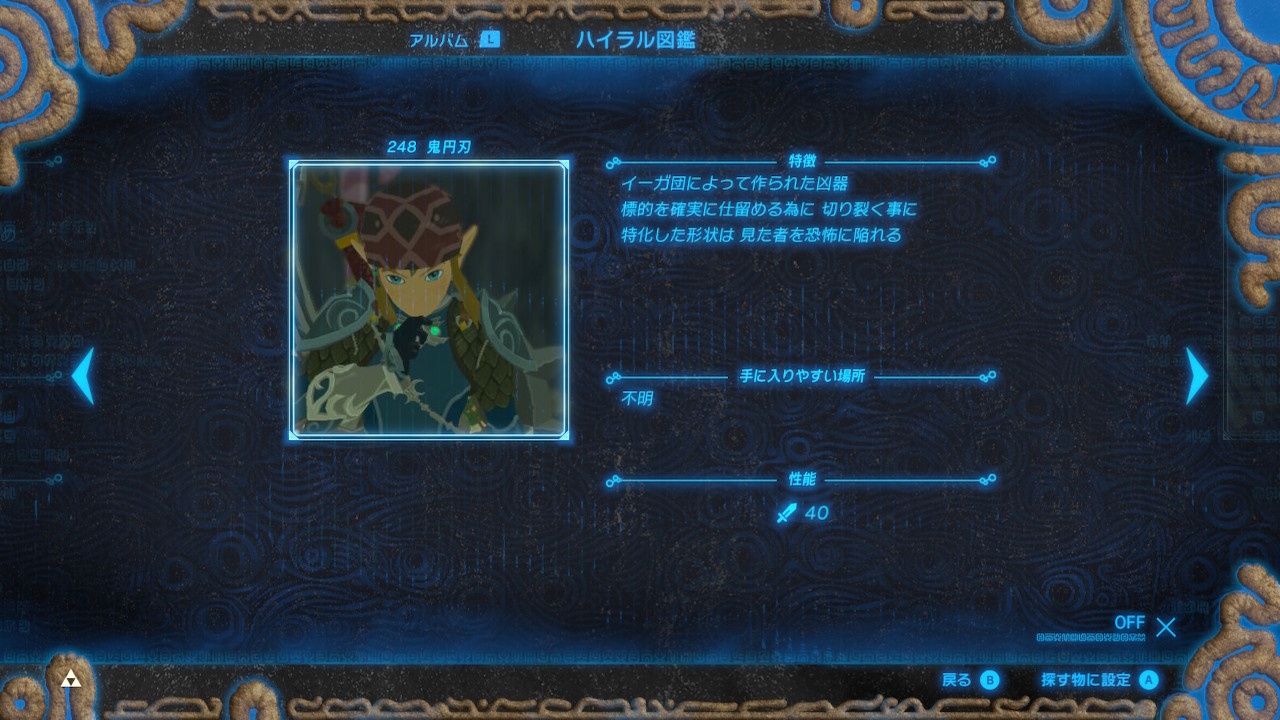 アルバム L
ハイラル図鑑
248 鬼円刃
特徴
イーガ団によって作られた凶器
標的を確実に仕留める為に 切り裂く事に
特化した形状は 見た者を恐怖に陥れる
手に入りやすい場所
不明
性能
40
OFF
戻る B
探す物に設定 A